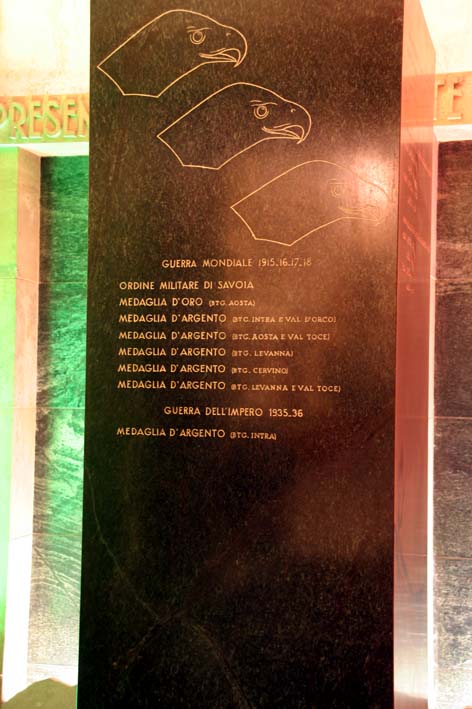 PRESEN
TE
GUERRA MONDIALE 1915-16-17-18
ORDINE MILITARE DI SAVOIA
MEDAGLIA D'ORO (BTG. AOSTA)
MEDAGLIA D'ARGENTO (BTG. INTRA E VAL D'ORCO)
MEDAGLIA D'ARGENTO (BTG. AOSTA E VAL TOCE)
MEDAGLIA D'ARGENTO (BTG. LEVANNA)
MEDAGLIA D'ARGENTO (BTG. CERVINO)
MEDAGLIA D'ARGENTO (BTG. LEVANNA E VAL TOCE)
GUERRA DELL'IMPERO 1935-36
MEDAGLIA D'ARGENTO (BTG. INTRA)